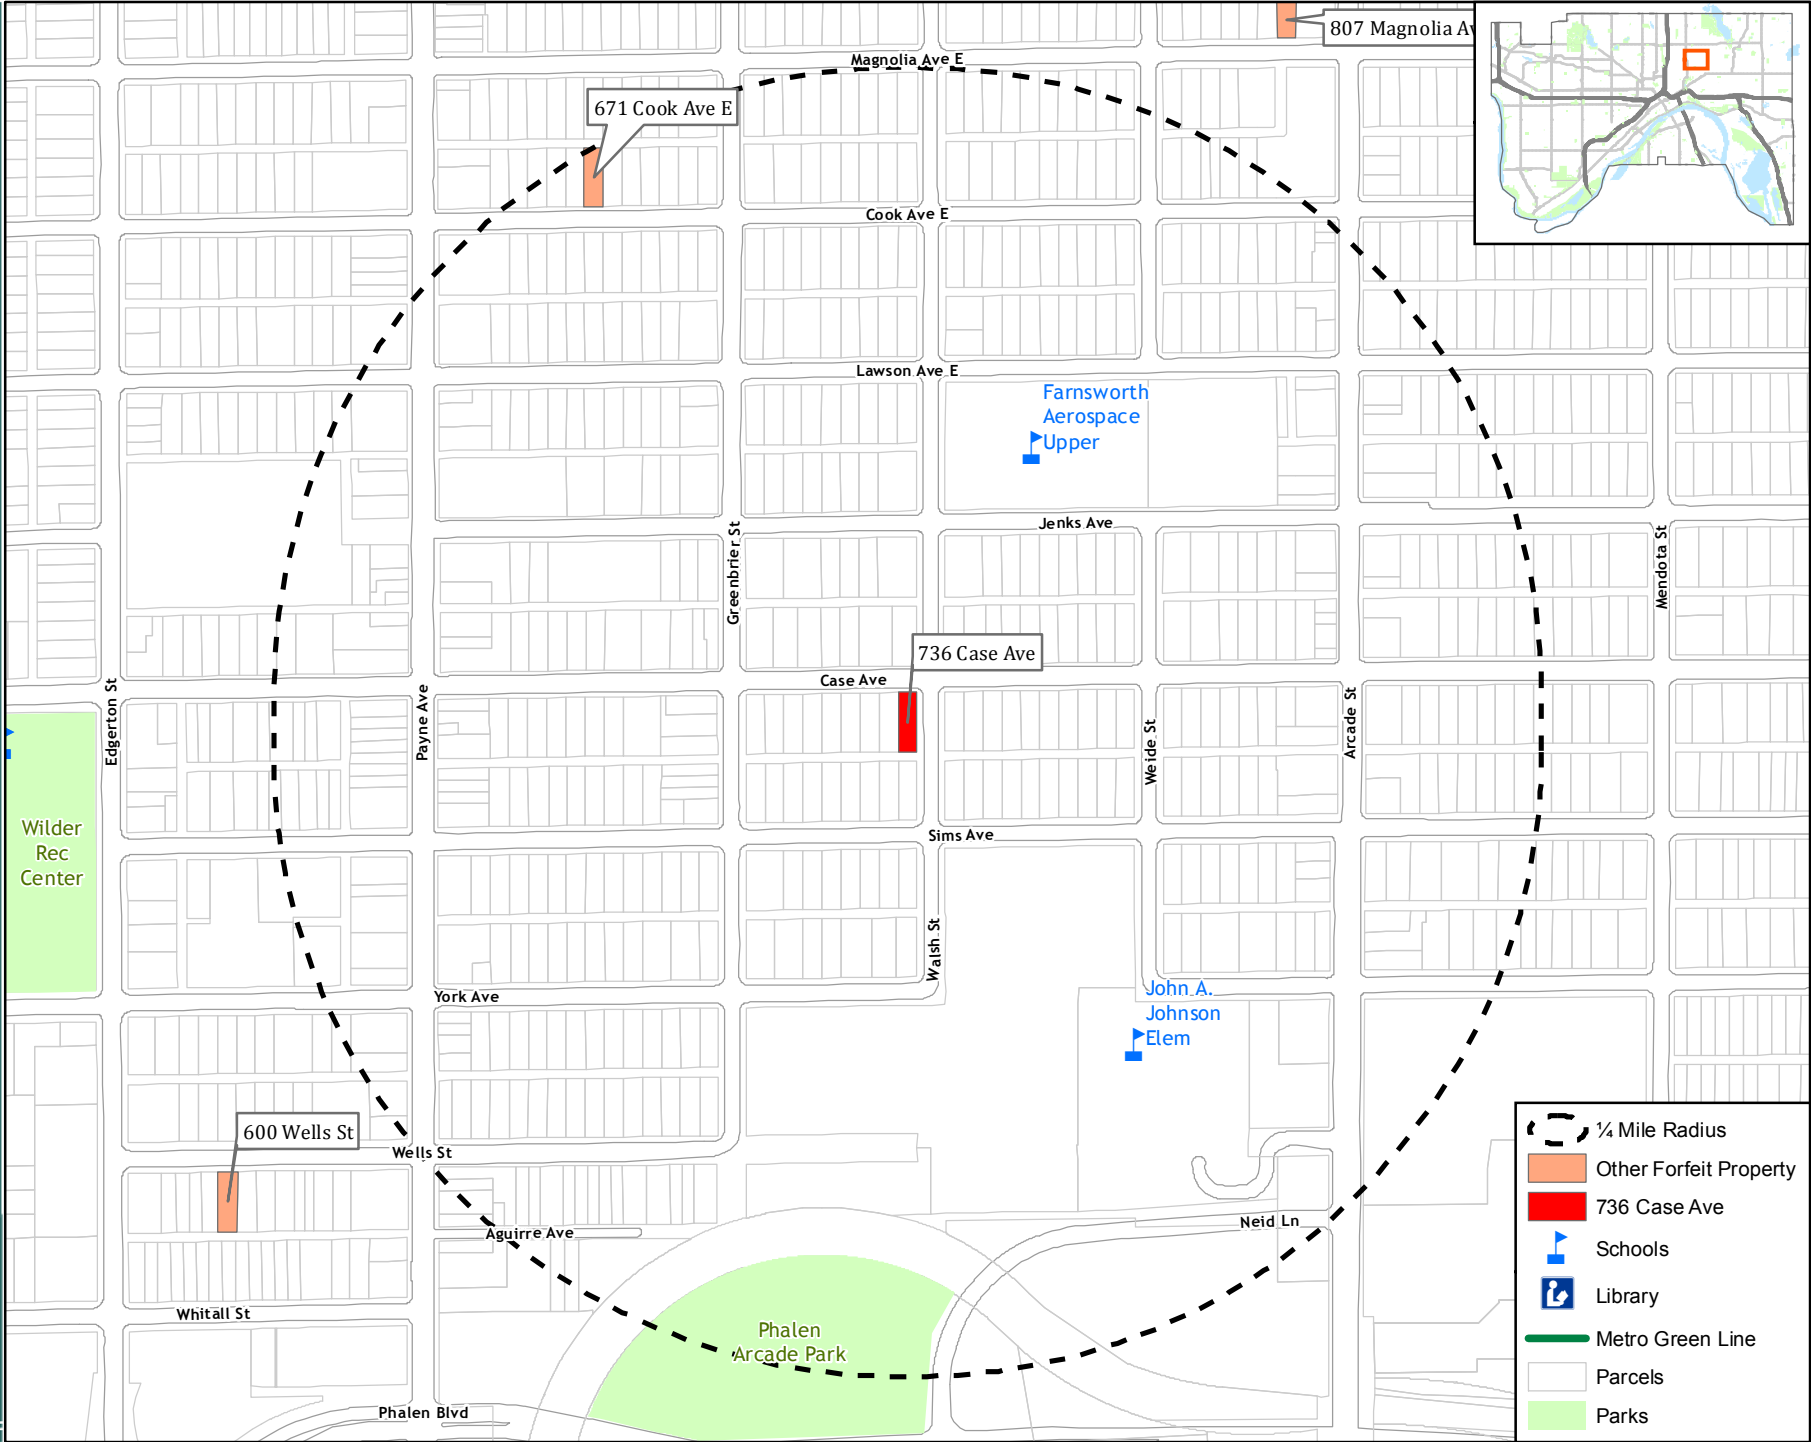 807 Magnolia Av
Magnolia Ave E
671 Cook Ave E
Cook Ave E
Lawson Ave E
Farnsworth
Aerospace
Upper
Jenks Ave
Greenbrier St
Mendota St
736 Case Ave
Case Ave
Edgerton St
Payne Ave
Weide St
Arcade St
Wilder
Rec
Center
Sims Ave
Walsh St
York Ave
John A.
Johnson
Elem
600 Wells St
Wells St
Aguirre Ave
Neid Ln
Whitall St
Phalen
Arcade Park
Phalen Blvd
¼ Mile Radius
Other Forfeit Property
736 Case Ave
Schools
Library
Metro Green Line
Parcels
Parks